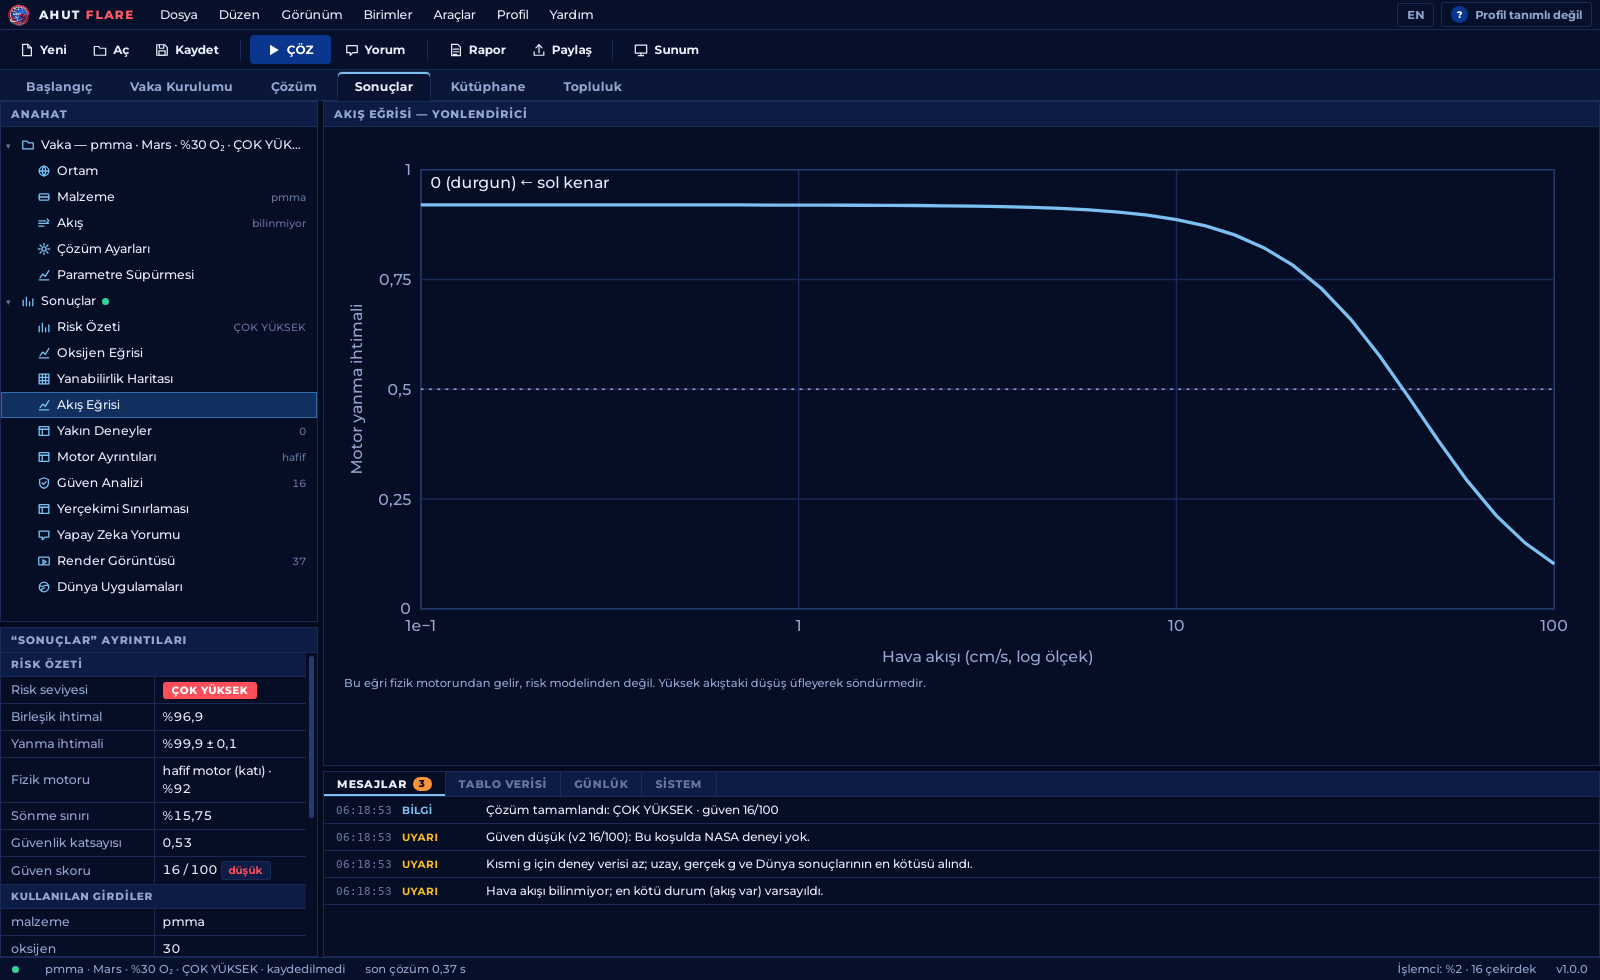 AHUT FLARE Dosya Düzen Görünüm Birimler Araçlar Profil Yardım EN ? Profil tanımlı değil
Yeni Aç Kaydet ÇÖZ Yorum Rapor Paylaş Sunum
Başlangıç Vaka Kurulumu Çözüm Sonuçlar Kütüphane Topluluk
ANAHAT
Vaka — pmma · Mars · %30 O₂ · ÇOK YÜK...
Ortam
Malzeme pmma
Akış bilinmiyor
Çözüm Ayarları
Parametre Süpürmesi
Sonuçlar
Risk Özeti ÇOK YÜKSEK
Oksijen Eğrisi
Yanabilirlik Haritası
Akış Eğrisi
Yakın Deneyler 0
Motor Ayrıntıları hafif
Güven Analizi 16
Yerçekimi Sınırlaması
Yapay Zeka Yorumu
Render Görüntüsü 37
Dünya Uygulamaları
“SONUÇLAR” AYRINTILARI
RİSK ÖZETİ
Risk seviyesi ÇOK YÜKSEK
Birleşik ihtimal %96,9
Yanma ihtimali %99,9 ± 0,1
Fizik motoru hafif motor (katı) · %92
Sönme sınırı %15,75
Güvenlik katsayısı 0,53
Güven skoru 16 / 100 düşük
KULLANILAN GİRDİLER
malzeme pmma
oksijen 30
AKIŞ EĞRİSİ — YONLENDİRİCİ
0 (durgun) ← sol kenar
1
0,75
0,5
0,25
0
Motor yanma ihtimali
1e−1 1 10 100
Hava akışı (cm/s, log ölçek)
Bu eğri fizik motorundan gelir, risk modelinden değil. Yüksek akıştaki düşüş üfleyerek söndürmedir.
MESAJLAR 3 TABLO VERİSİ GÜNLÜK SİSTEM
06:18:53 BİLGİ Çözüm tamamlandı: ÇOK YÜKSEK · güven 16/100
06:18:53 UYARI Güven düşük (v2 16/100): Bu koşulda NASA deneyi yok.
06:18:53 UYARI Kısmi g için deney verisi az; uzay, gerçek g ve Dünya sonuçlarının en kötüsü alındı.
06:18:53 UYARI Hava akışı bilinmiyor; en kötü durum (akış var) varsayıldı.
pmma · Mars · %30 O₂ · ÇOK YÜKSEK · kaydedilmedi son çözüm 0,37 s İşlemci: %2 · 16 çekirdek v1.0.0